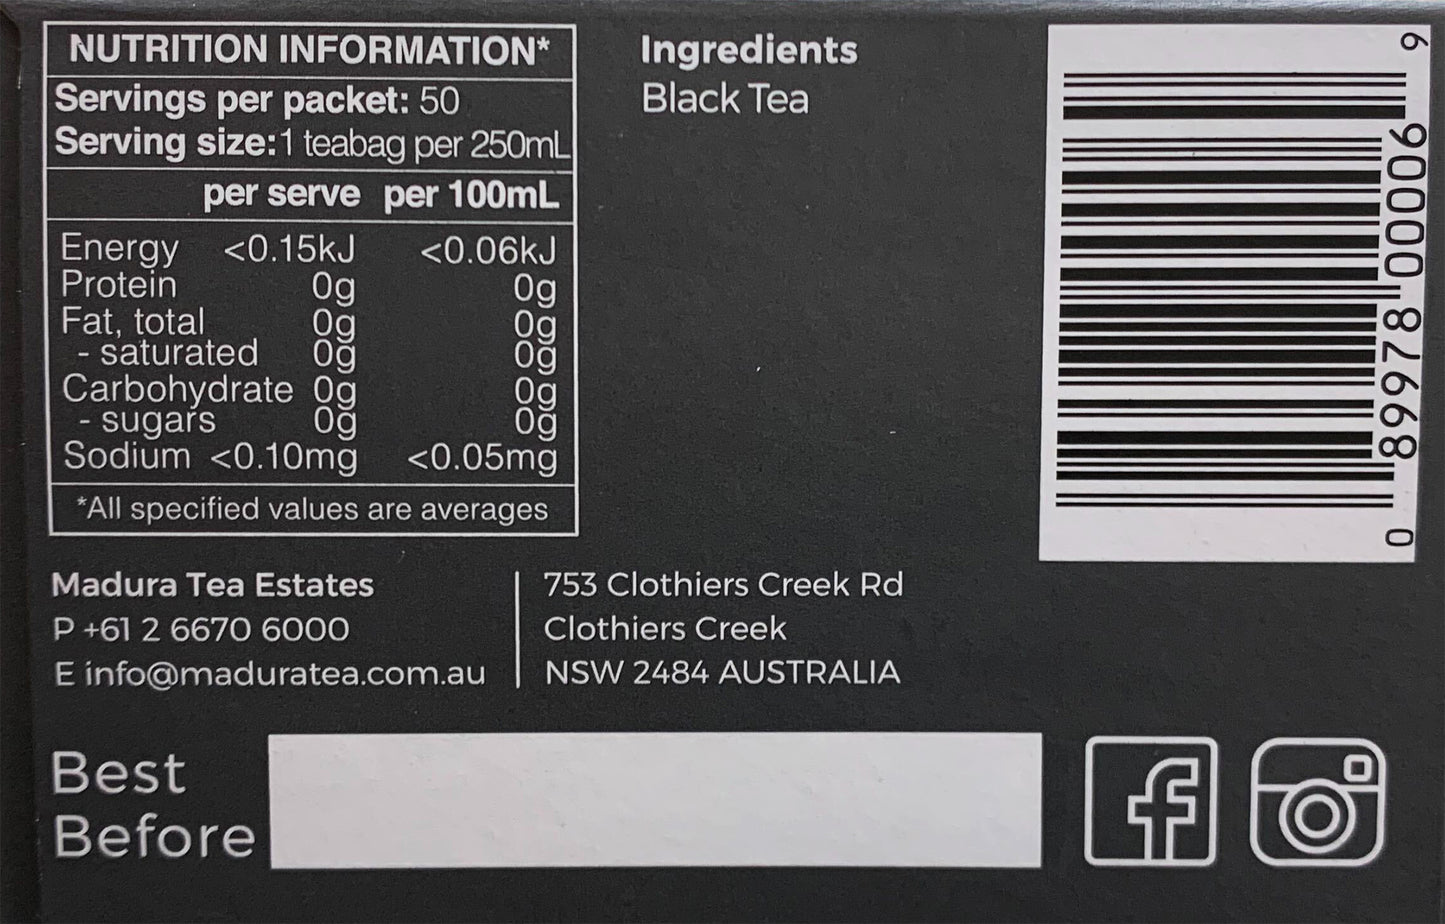 NUTRITION INFORMATION*
Servings per packet: 50
Serving size:1 teabag per 250mL
per serve per 100mL
Energy <0.15kJ <0.06kJ
Protein 0g 0g
Fat, total 0g 0g
- saturated 0g 0g
Carbohydrate 0g 0g
- sugars 0g 0g
Sodium <0.10mg <0.05mg
*All specified values are averages
Ingredients
Black Tea
0 89978 00006 9
Madura Tea Estates
P +61 2 6670 6000
E info@maduratea.com.au
753 Clothiers Creek Rd
Clothiers Creek
NSW 2484 AUSTRALIA
Best
Before